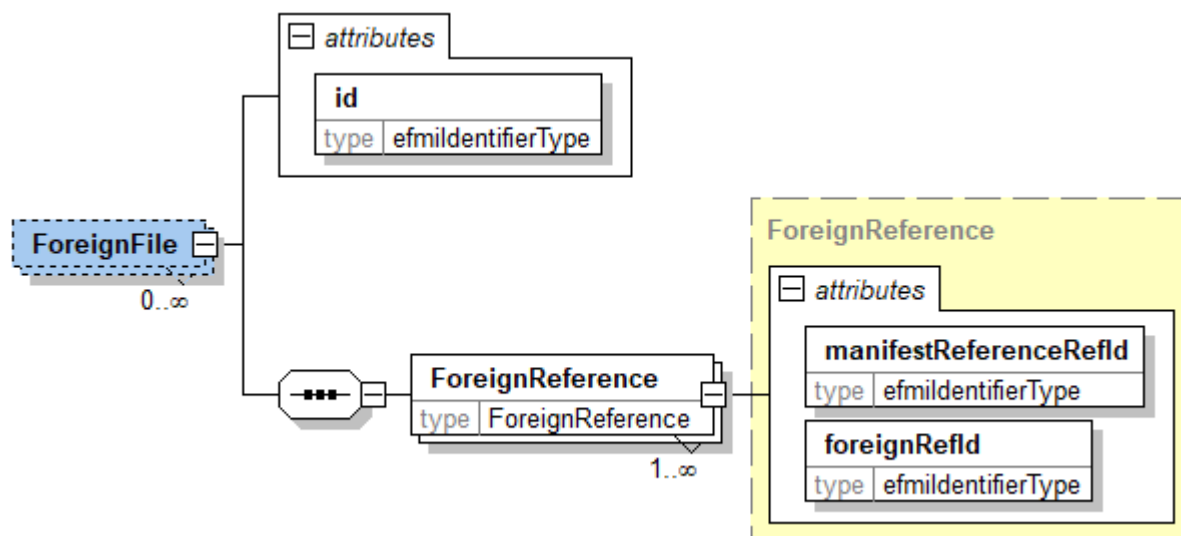 attributes
id
type efmiIdentifierType
ForeignFile
0..∞
ForeignReference
attributes
manifestReferenceRefId
type efmiIdentifierType
foreignRefId
type efmiIdentifierType
ForeignReference
type ForeignReference
1..∞